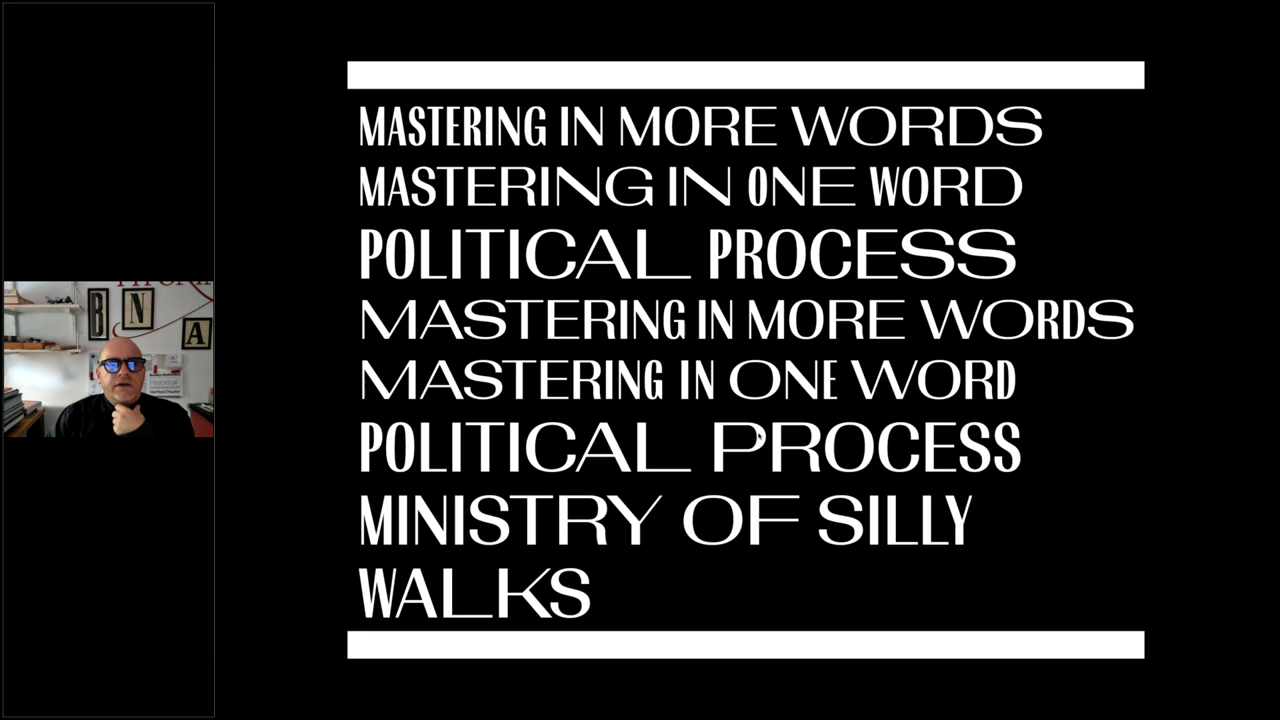 MASTERING IN MORE WORDS
MASTERING IN ONE WORD
POLITICAL PROCESS
MASTERING IN MORE WORDS
MASTERING IN ONE WORD
POLITICAL PROCESS
MINISTRY OF SILLY
WALKS
B
N
A
Historical